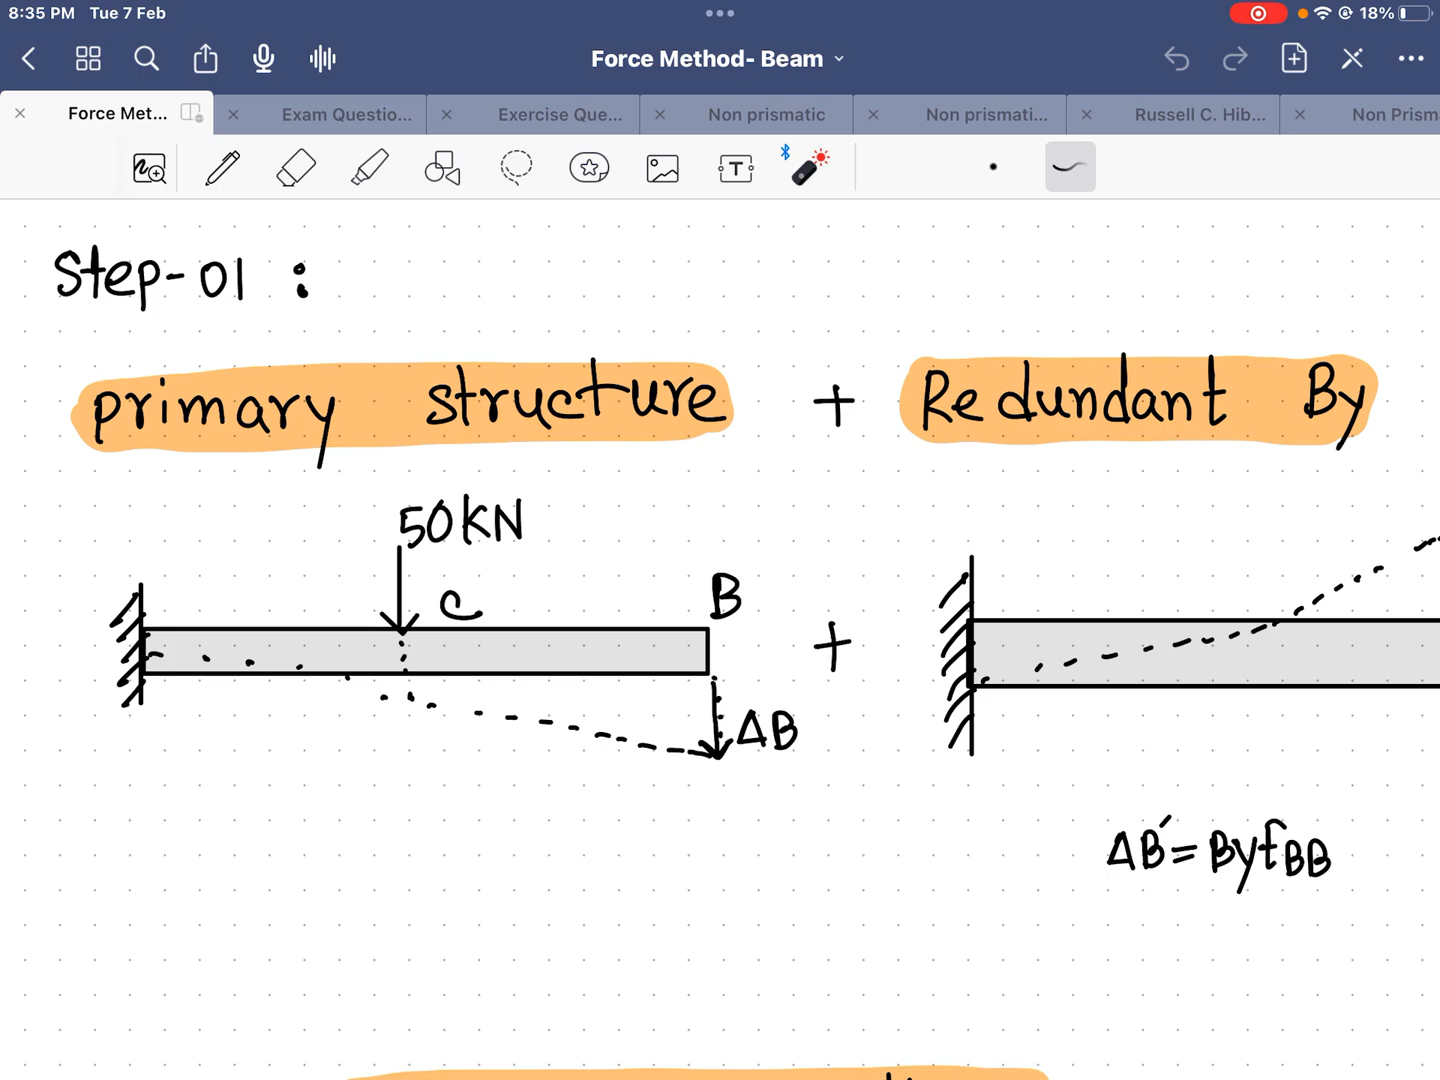 8:35 PM Tue 7 Feb
18%
Force Method- Beam
Force Met...
Exam Questio...
Exercise Que...
Non prismatic
Non prismati...
Russell C. Hib...
Non Prism
T
Step-01 :
primary structure + Redundant By
50KN
C
B
+
ΔB
ΔB′= ByfBB